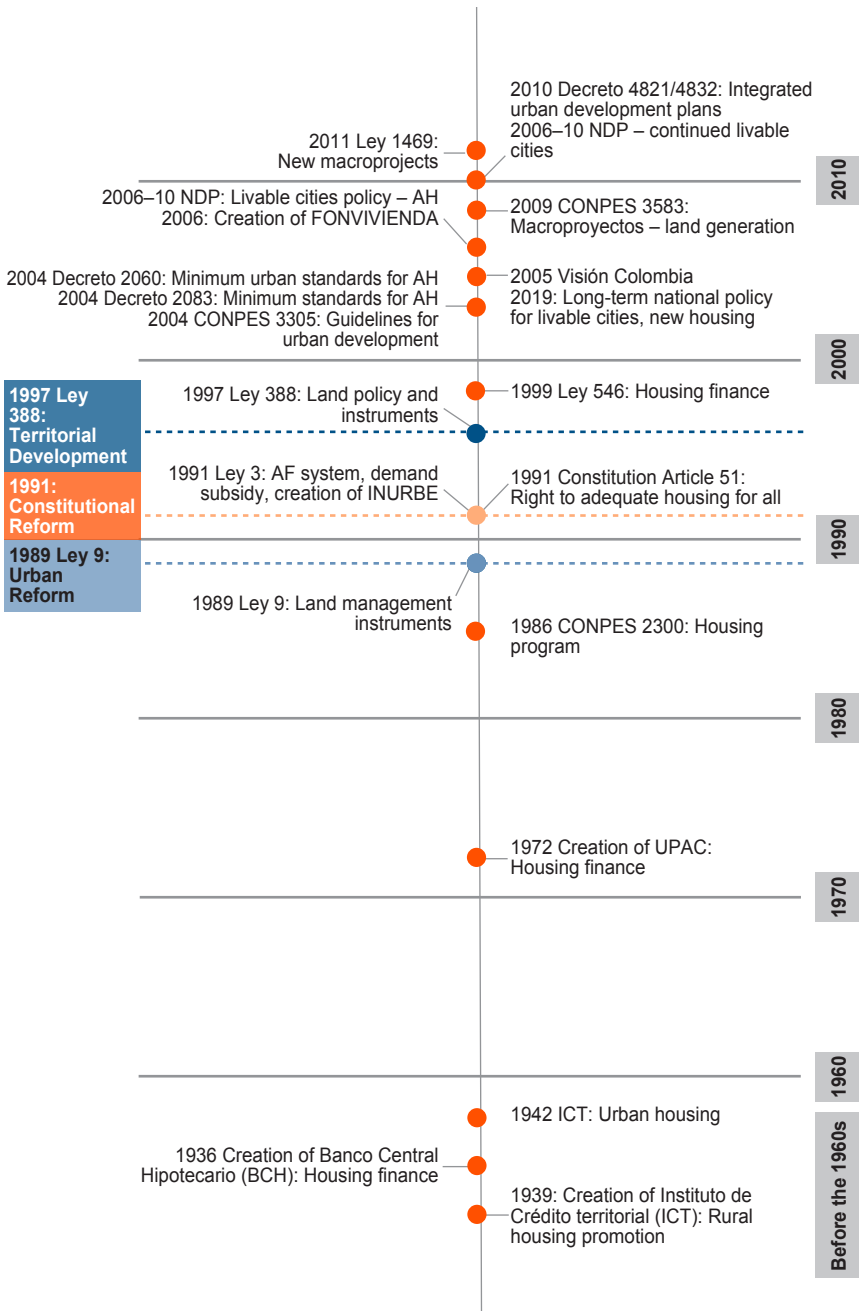 2010 Decreto 4821/4832: Integrated
urban development plans
2006–10 NDP – continued livable
cities
2011 Ley 1469:
New macroprojects
2010
2006–10 NDP: Livable cities policy – AH
2006: Creation of FONVIVIENDA
2009 CONPES 3583:
Macroproyectos – land generation
2004 Decreto 2060: Minimum urban standards for AH
2004 Decreto 2083: Minimum standards for AH
2004 CONPES 3305: Guidelines for
urban development
2005 Visión Colombia
2019: Long-term national policy
for livable cities, new housing
2000
1997 Ley
388:
Territorial
Development
1997 Ley 388: Land policy and
instruments
1999 Ley 546: Housing finance
1991:
Constitutional
Reform
1991 Ley 3: AF system, demand
subsidy, creation of INURBE
1991 Constitution Article 51:
Right to adequate housing for all
1990
1989 Ley 9:
Urban
Reform
1989 Ley 9: Land management
instruments
1986 CONPES 2300: Housing
program
1980
1972 Creation of UPAC:
Housing finance
1970
1960
1942 ICT: Urban housing
1936 Creation of Banco Central
Hipotecario (BCH): Housing finance
1939: Creation of Instituto de
Crédito territorial (ICT): Rural
housing promotion
Before the 1960s